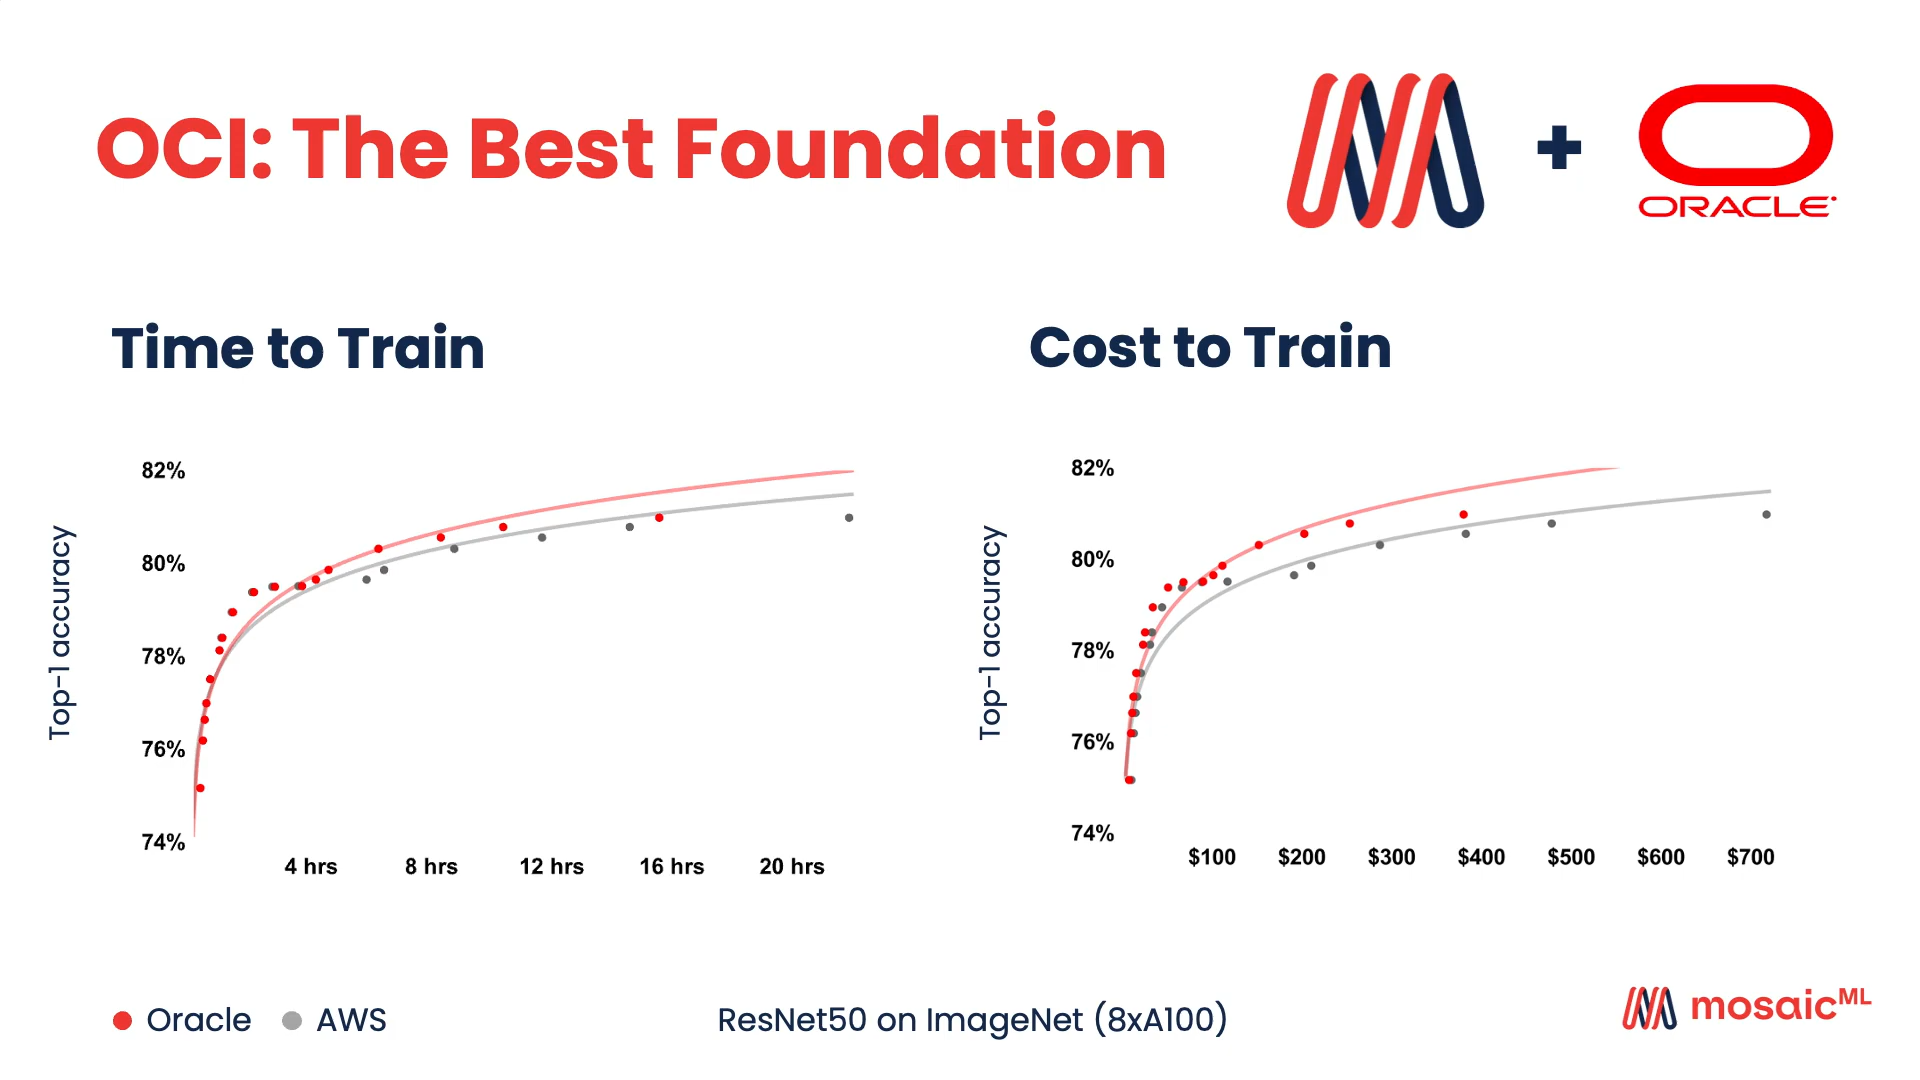 OCI: The Best Foundation
+
ORACLE
Time to Train
Cost to Train
Top-1 accuracy
82%
80%
78%
76%
74%
4 hrs 8 hrs 12 hrs 16 hrs 20 hrs
Top-1 accuracy
82%
80%
78%
76%
74%
$100 $200 $300 $400 $500 $600 $700
Oracle AWS
ResNet50 on ImageNet (8xA100)
mosaicML